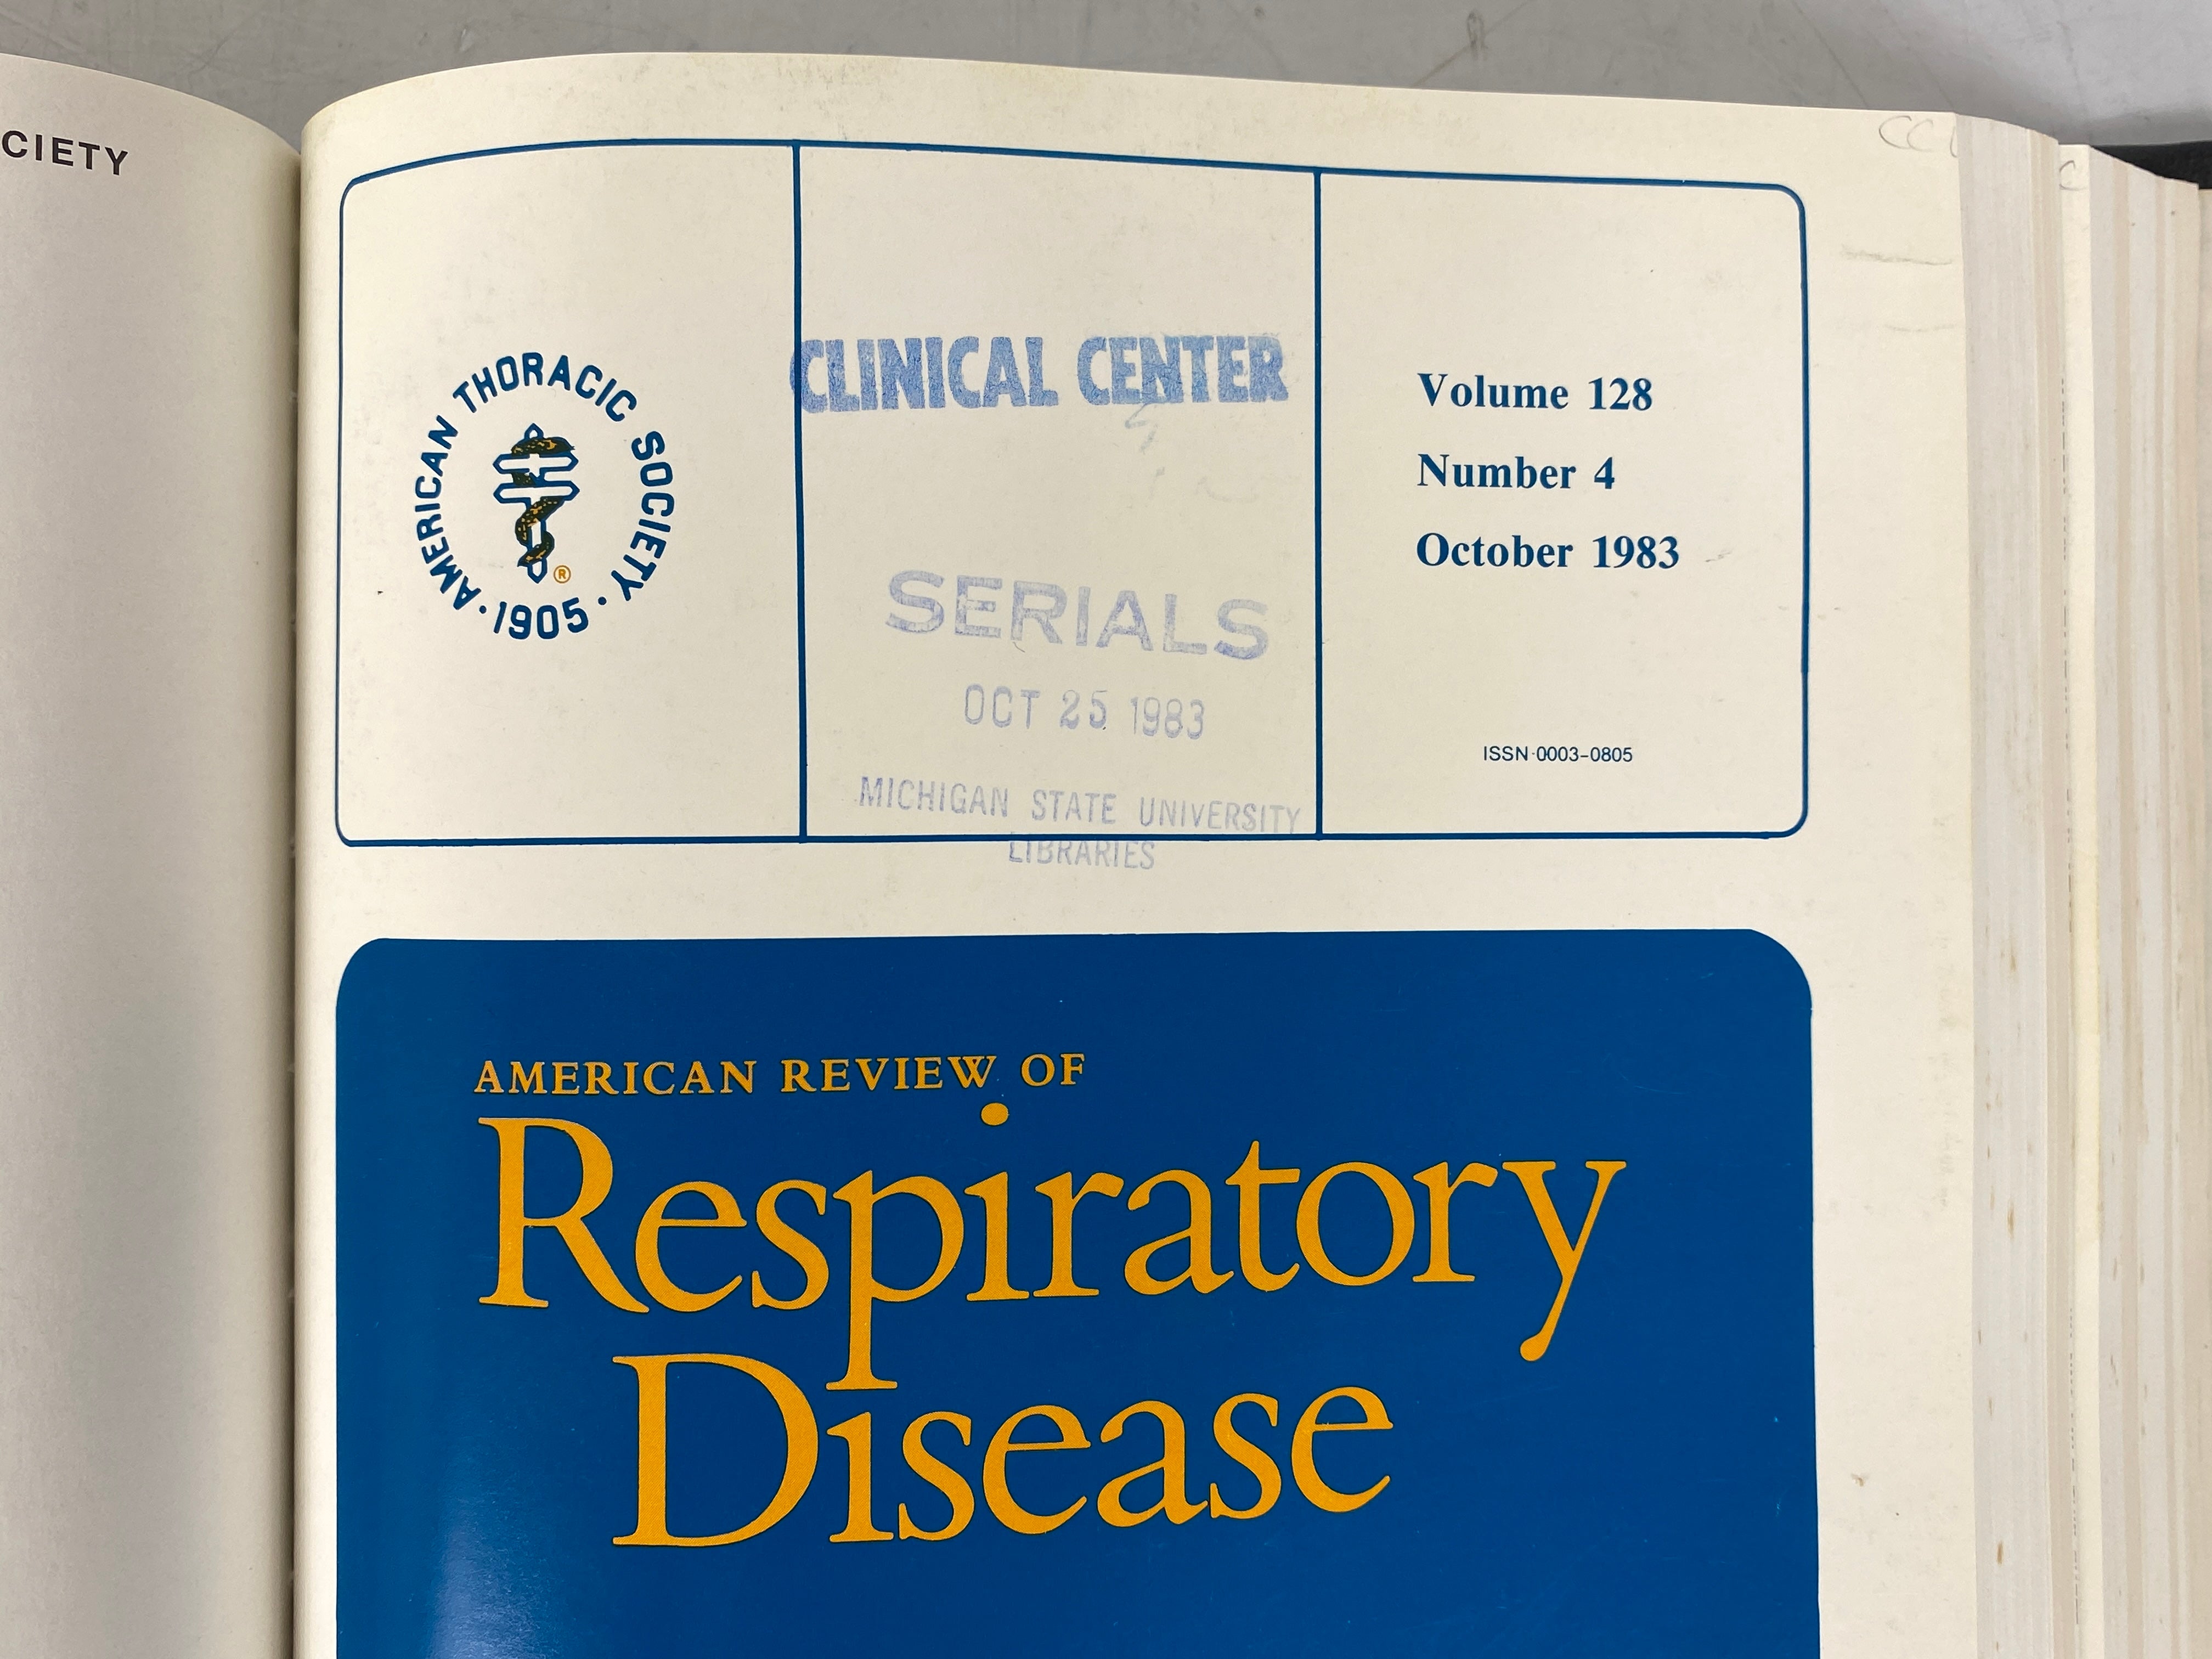 CIETY
CC
C
AMERICAN THORACIC SOCIETY
· 1905 ·
®
CLINICAL CENTER
SERIALS
OCT 25 1983
MICHIGAN STATE UNIVERSITY
LIBRARIES
Volume 128
Number 4
October 1983
ISSN 0003-0805
AMERICAN REVIEW OF
Respiratory
Disease